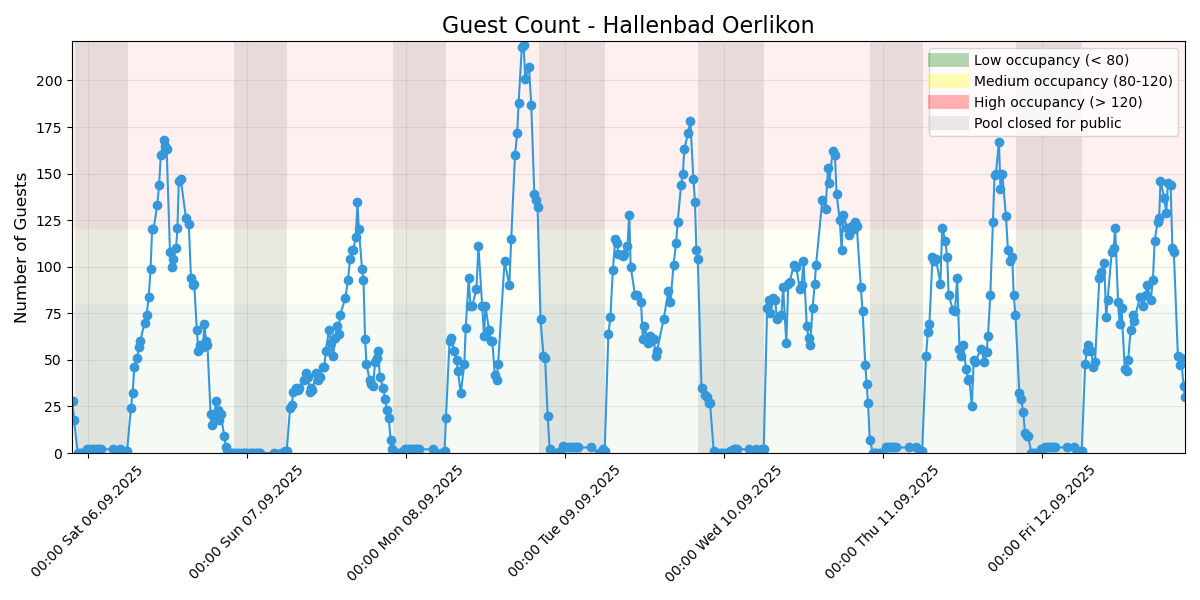 Guest Count - Hallenbad Oerlikon
Number of Guests
200
175
150
125
100
75
50
25
0
Low occupancy (< 80)
Medium occupancy (80-120)
High occupancy (> 120)
Pool closed for public
00:00 Sat 06.09.2025
00:00 Sun 07.09.2025
00:00 Mon 08.09.2025
00:00 Tue 09.09.2025
00:00 Wed 10.09.2025
00:00 Thu 11.09.2025
00:00 Fri 12.09.2025